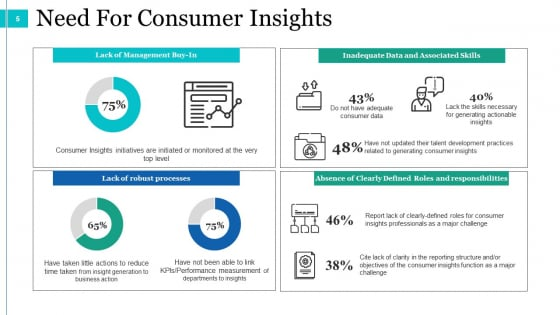 5
Need For Consumer Insights
Lack of Management Buy-In
75%
Consumer Insights initiatives are initiated or monitored at the very
top level
Inadequate Data and Associated Skills
43%
Do not have adequate
consumer data
40%
Lack the skills necessary
for generating actionable
insights
48%
Have not updated their talent development practices
related to generating consumer insights
Lack of robust processes
65%
Have taken little actions to reduce
time taken from insight generation to
business action
75%
Have not been able to link
KPIs/Performance measurement of
departments to insights
Absence of Clearly Defined Roles and responsibilities
46%
Report lack of clearly-defined roles for consumer
insights professionals as a major challenge
38%
Cite lack of clarity in the reporting structure and/or
objectives of the consumer insights function as a major
challenge